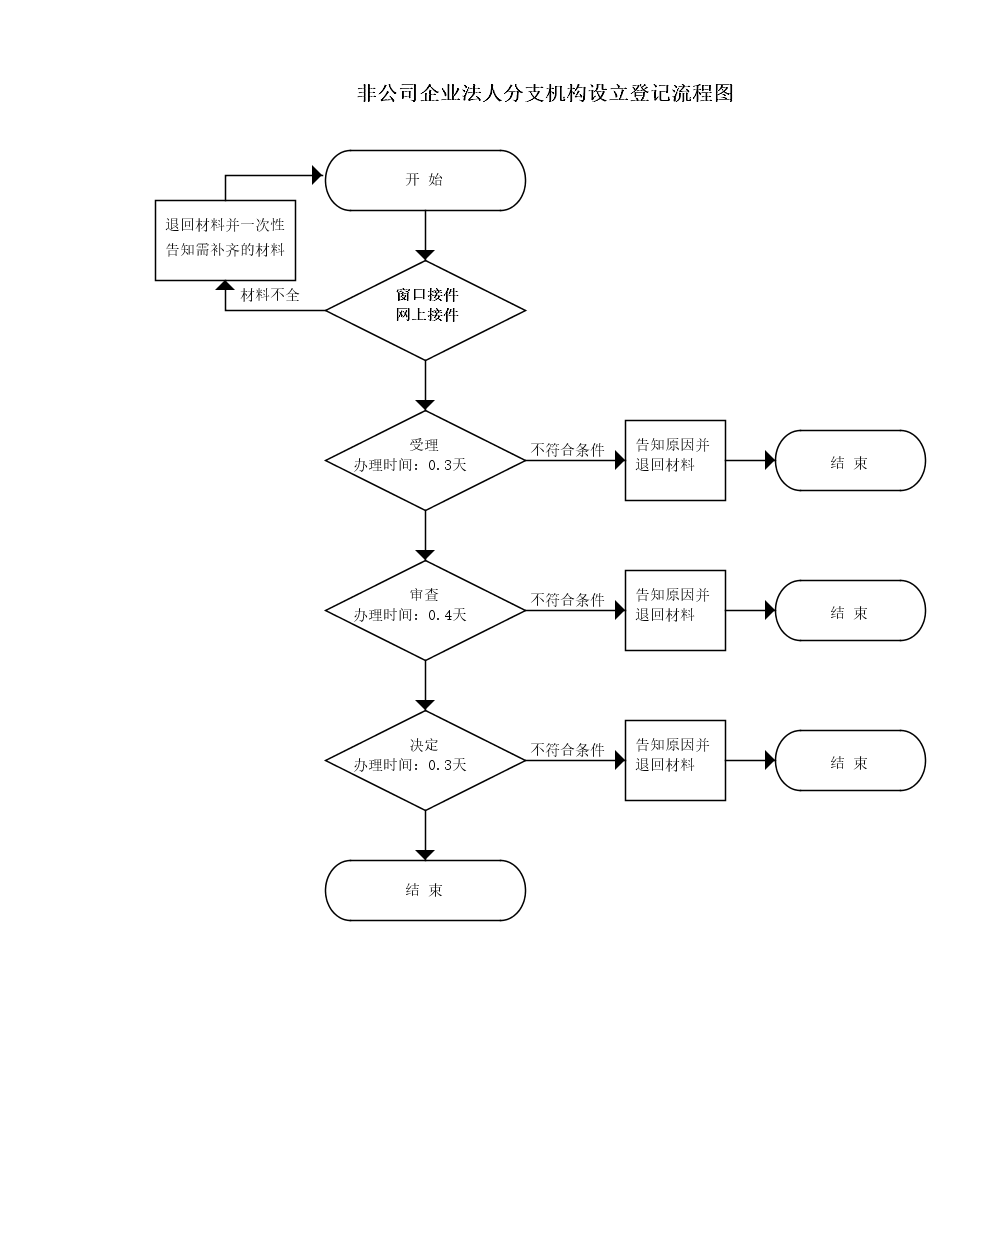 非公司企业法人分支机构设立登记流程图
开 始
退回材料并一次性
告知需补齐的材料
材料不全
窗口接件
网上接件
受理
办理时间：0.3天
不符合条件
告知原因并
退回材料
结 束
审查
办理时间：0.4天
不符合条件
告知原因并
退回材料
结 束
决定
办理时间：0.3天
不符合条件
告知原因并
退回材料
结 束
结 束